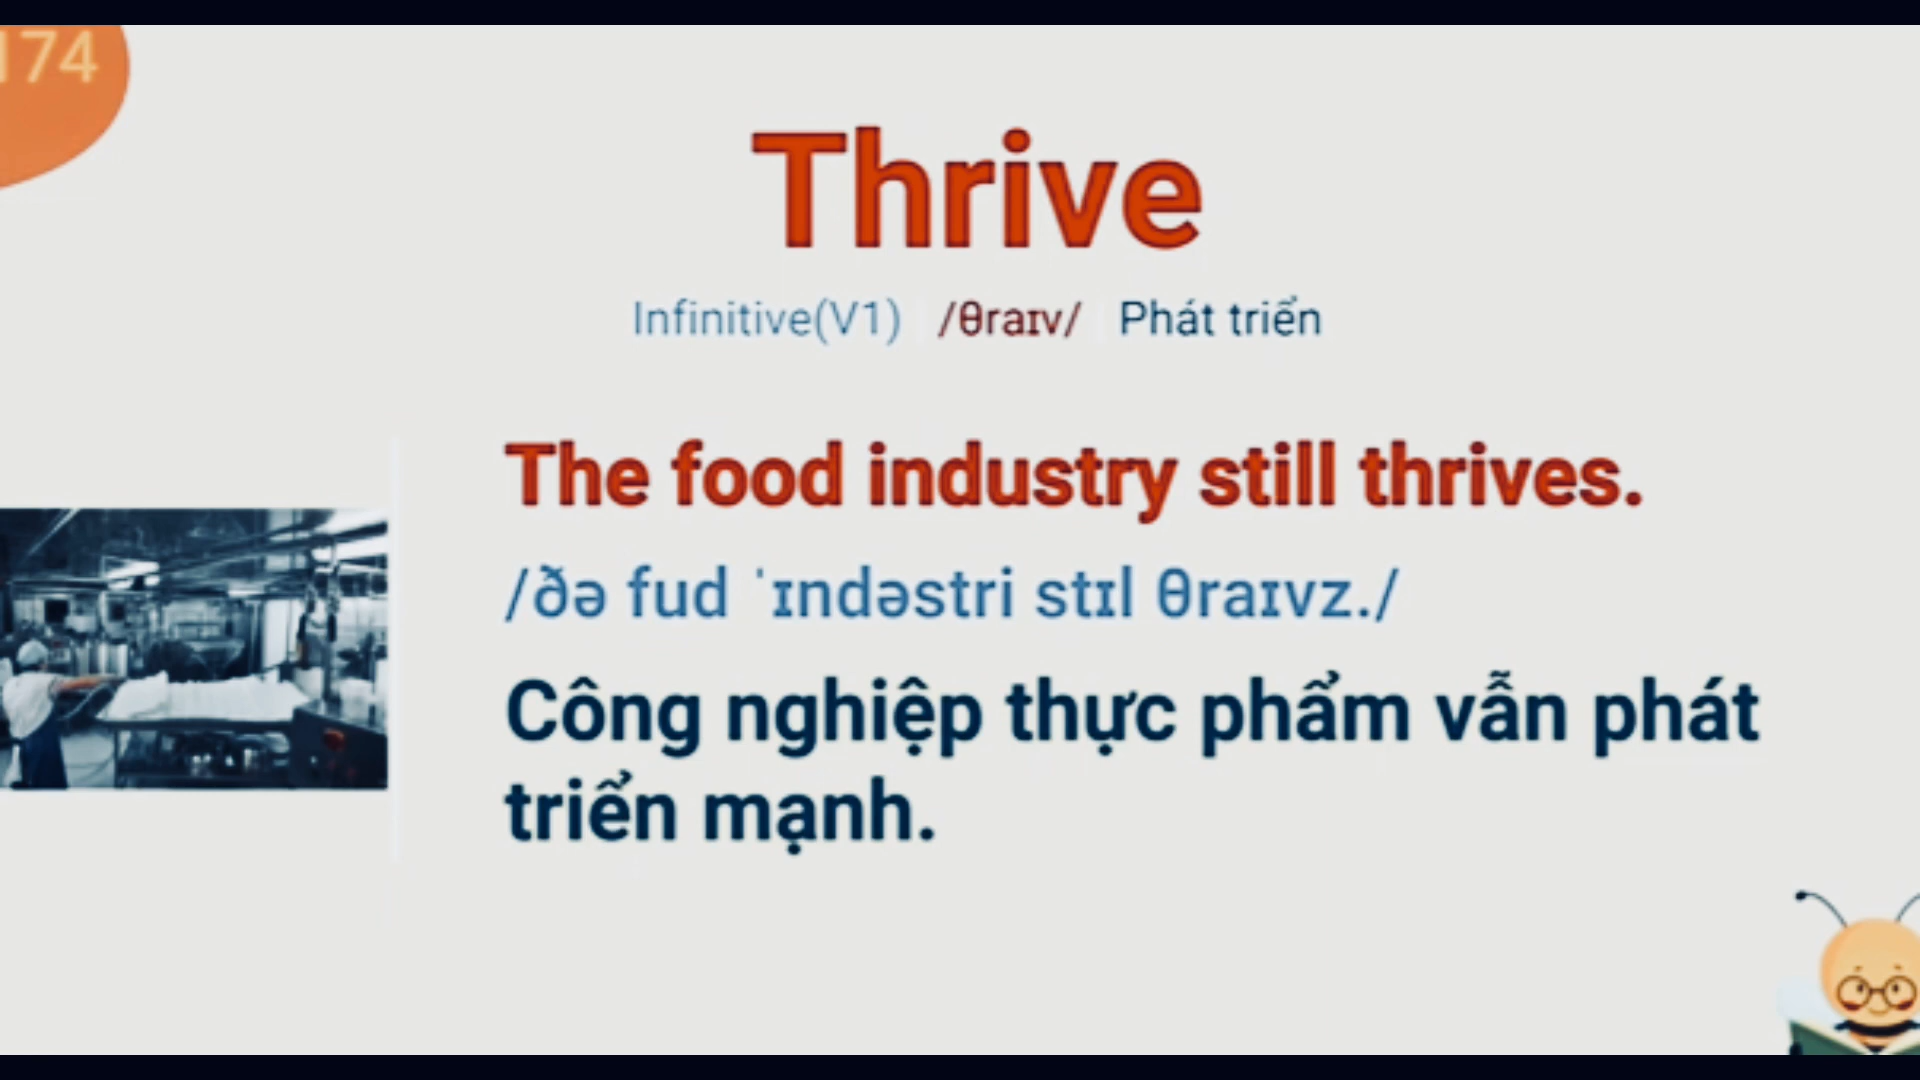 174
Thrive
Infinitive(V1) /θraɪv/ Phát triển
The food industry still thrives.
/ðə fud ˈɪndəstri stɪl θraɪvz./
Công nghiệp thực phẩm vẫn phát
triển mạnh.